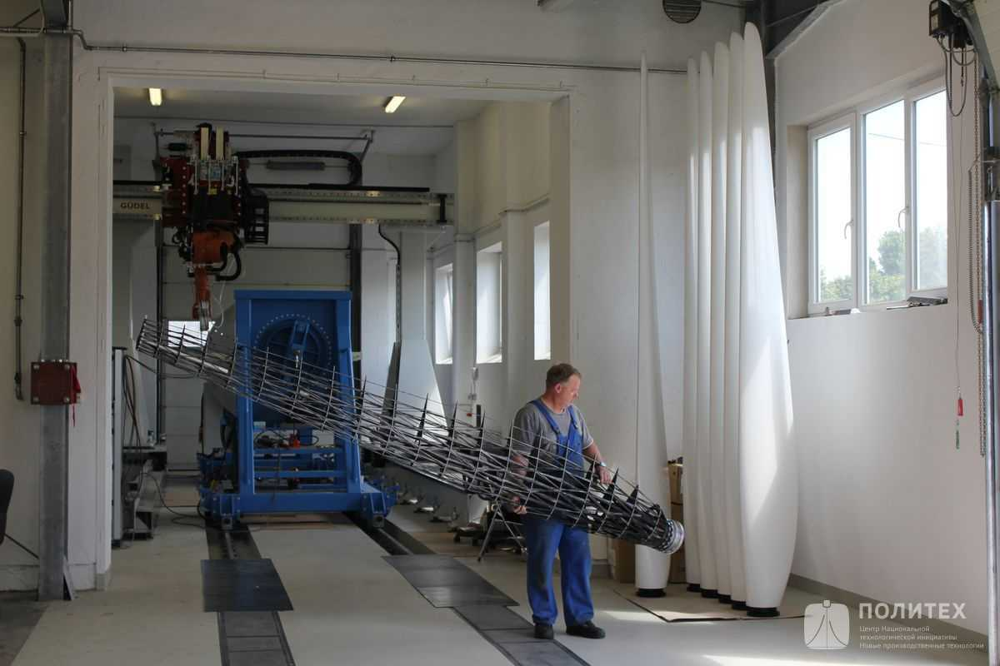 GÜDEL
ПОЛИТЕХ
Центр Национальной
технологической инициативы
Новые производственные технологии